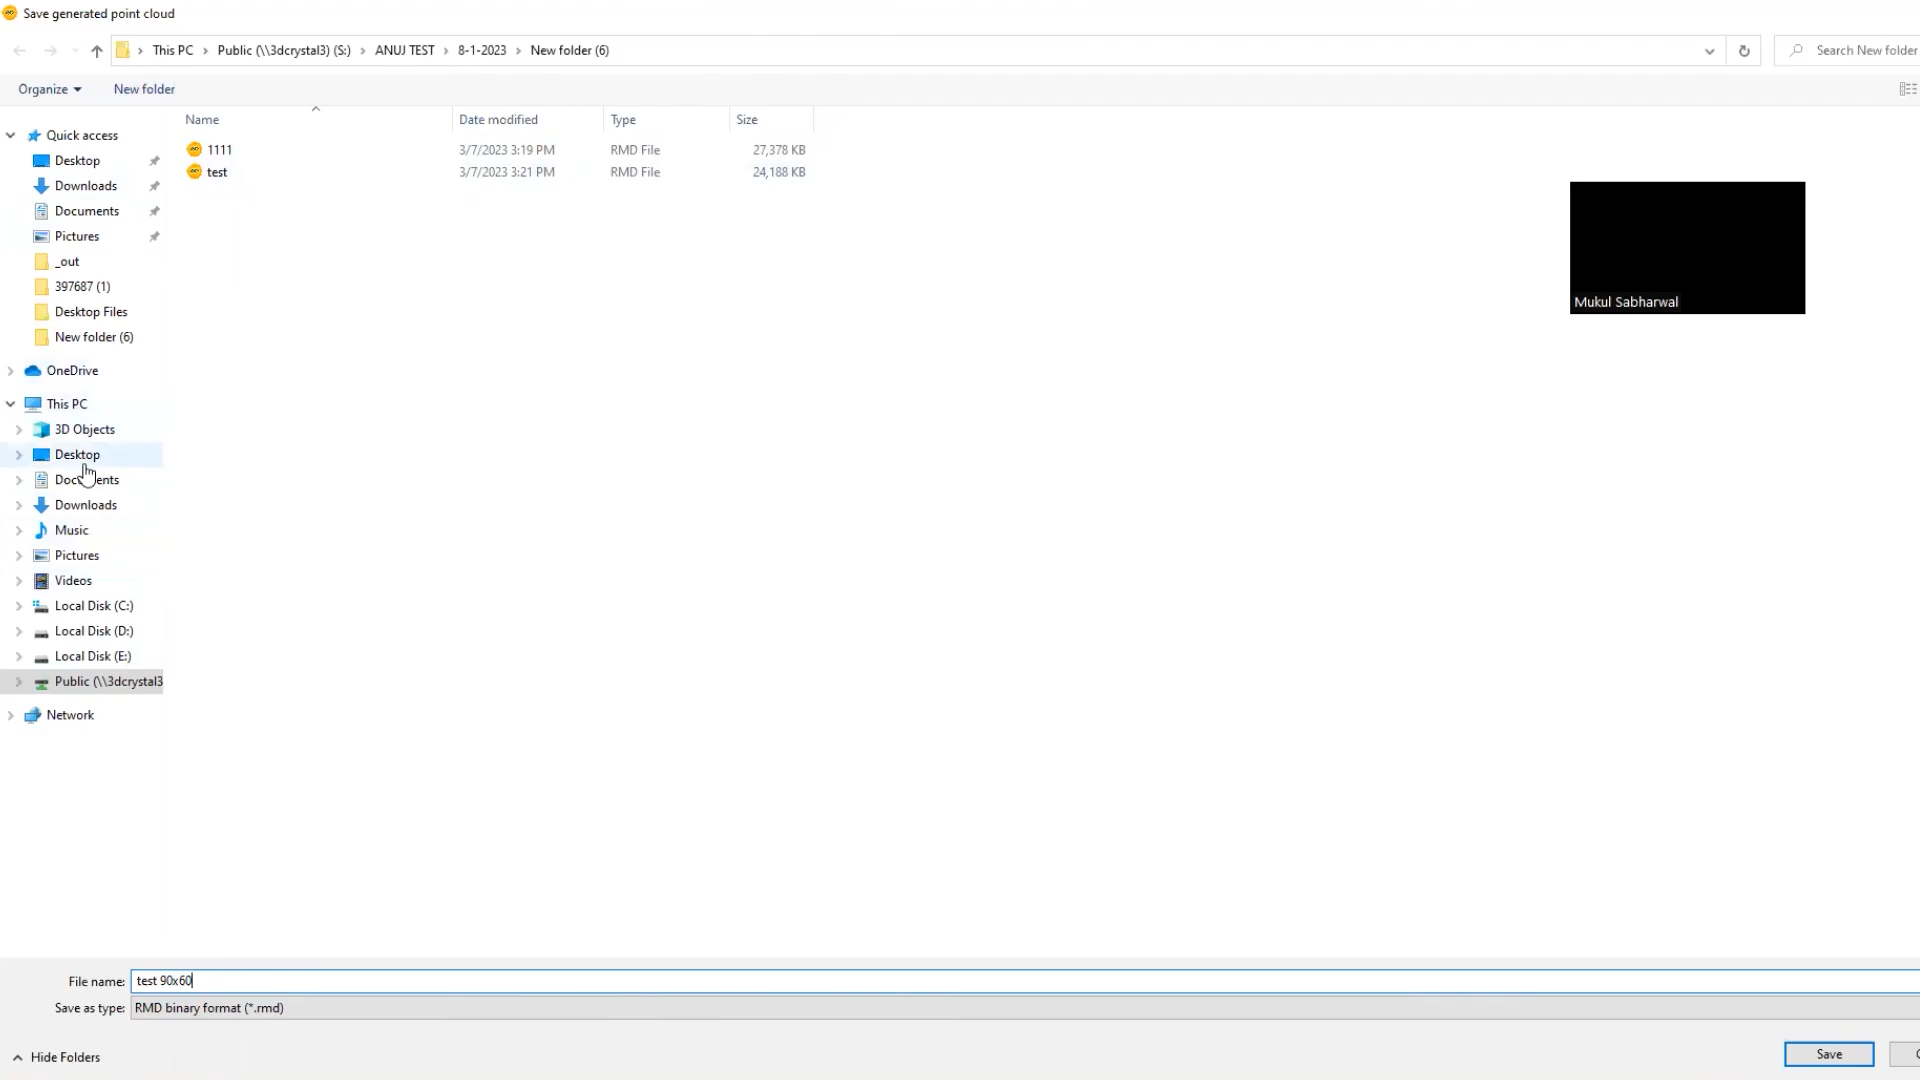 Save generated point cloud
This PC > Public (\\3dcrystal3) (S:) > ANUJ TEST > 8-1-2023 > New folder (6)
Search New folder
Organize New folder
Name Date modified Type Size
1111 3/7/2023 3:19 PM RMD File 27,378 KB
test 3/7/2023 3:21 PM RMD File 24,188 KB
Quick access
Desktop
Downloads
Documents
Pictures
_out
397687 (1)
Desktop Files
New folder (6)
OneDrive
This PC
3D Objects
Desktop
Documents
Downloads
Music
Pictures
Videos
Local Disk (C:)
Local Disk (D:)
Local Disk (E:)
Public (\\3dcrystal3
Network
Mukul Sabharwal
File name: test 90x60
Save as type: RMD binary format (*.rmd)
Hide Folders
Save